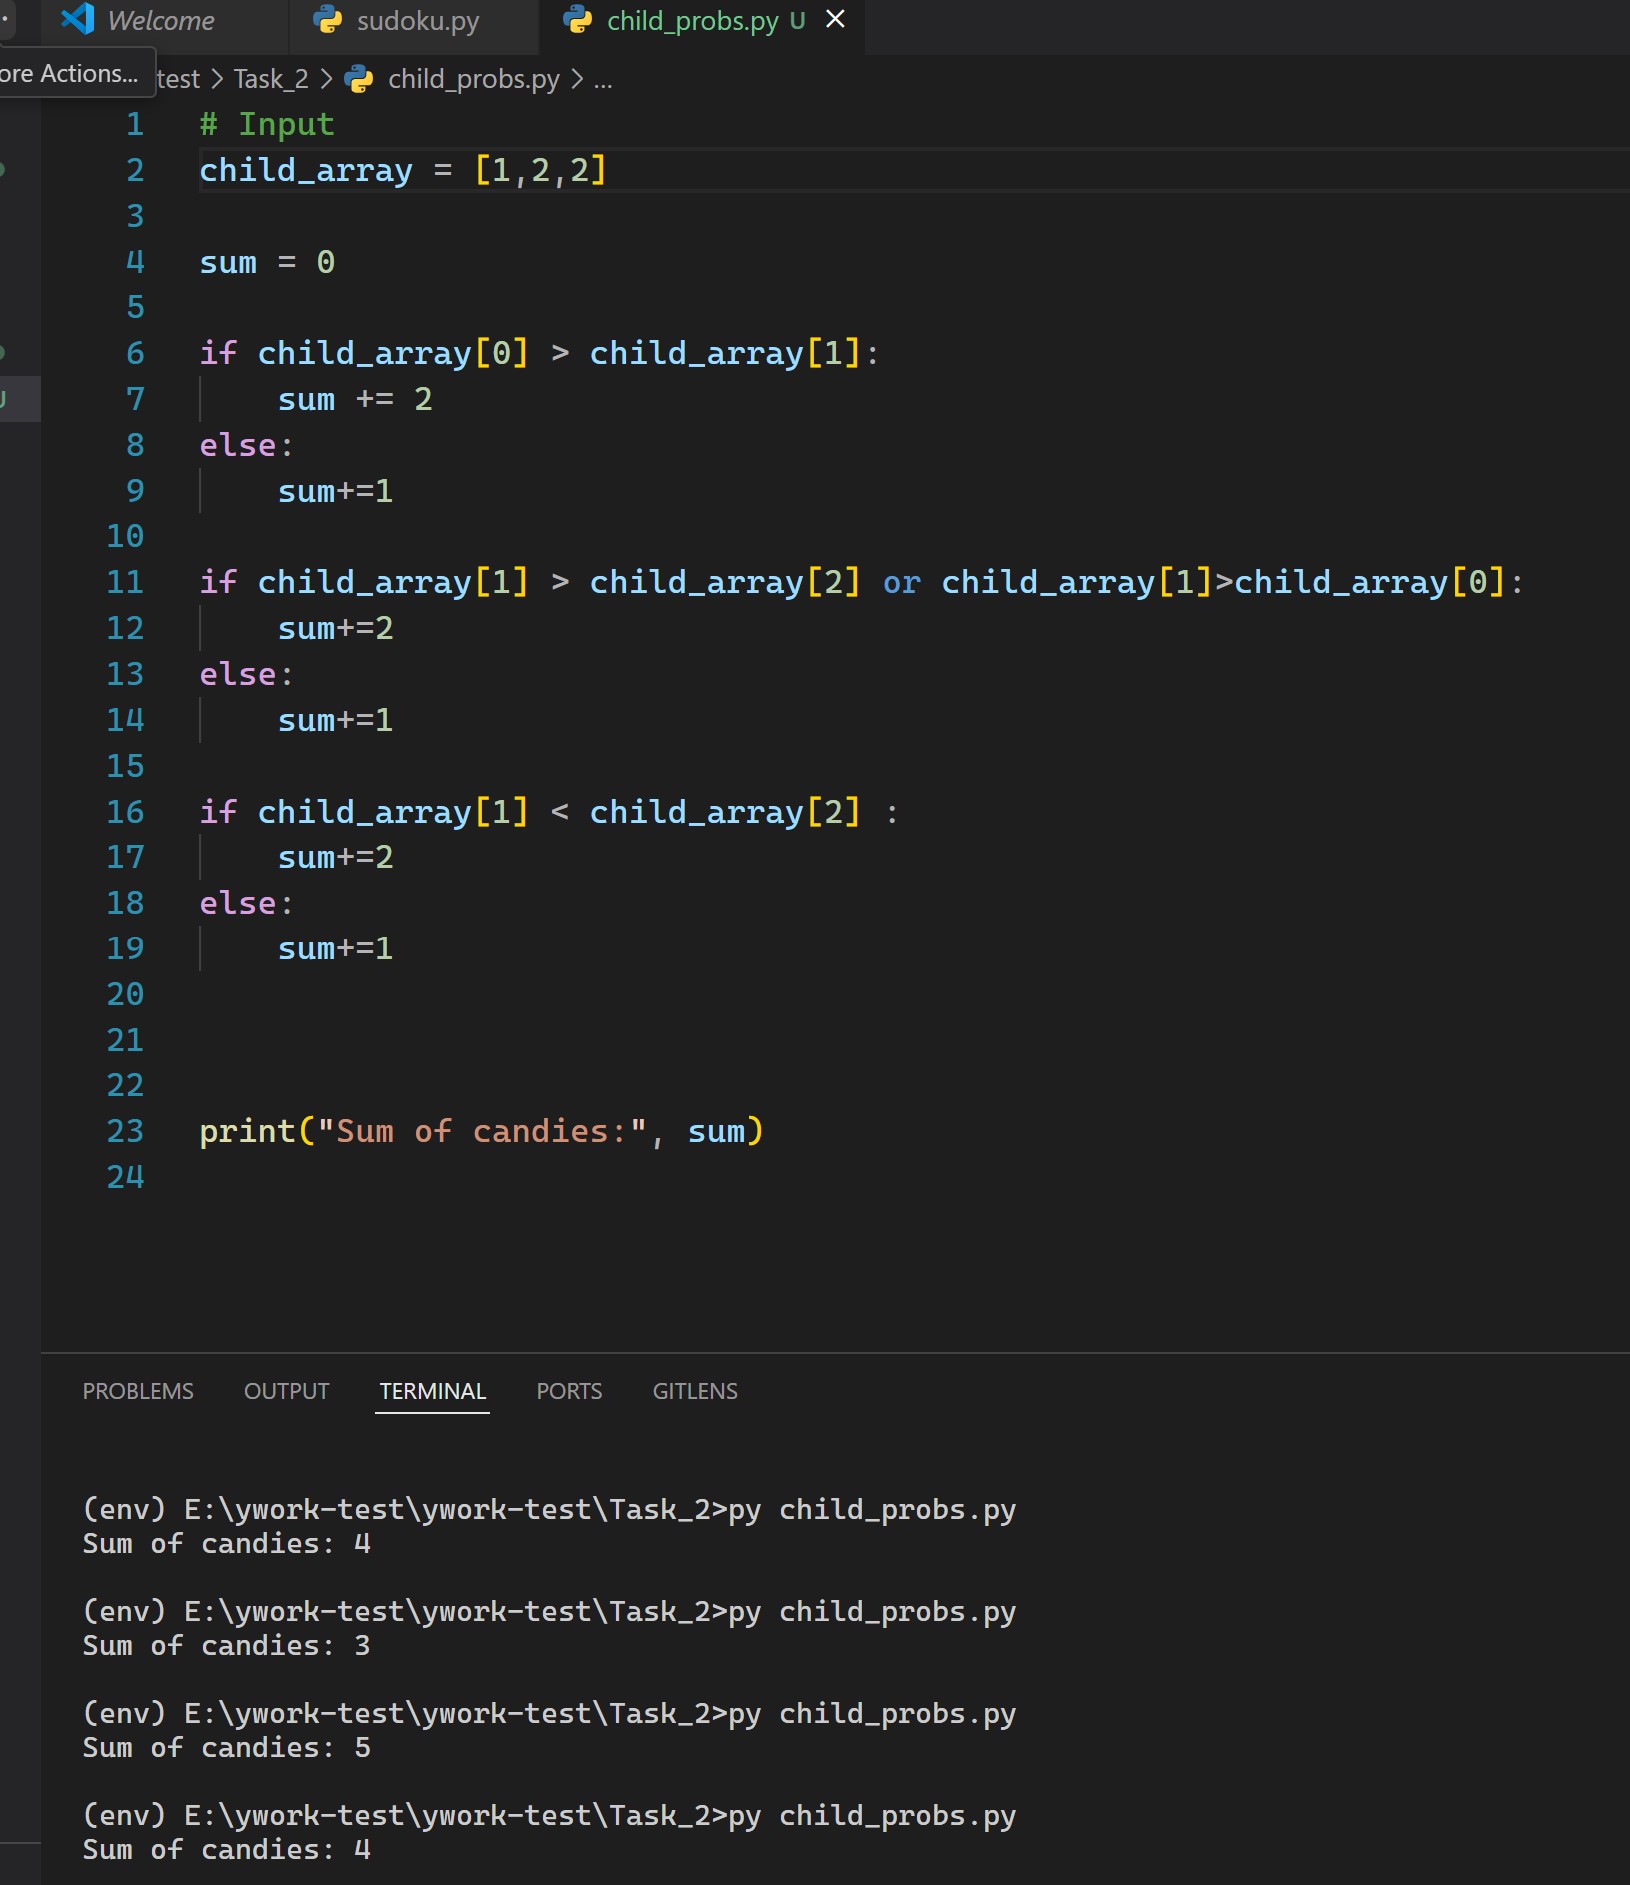 Welcome sudoku.py child_probs.py U
ore Actions... test > Task_2 > child_probs.py > ...
1 # Input
2 child_array = [1,2,2]
3
4 sum = 0
5
6 if child_array[0] > child_array[1]:
7 sum += 2
8 else:
9 sum+=1
10
11 if child_array[1] > child_array[2] or child_array[1]>child_array[0]:
12 sum+=2
13 else:
14 sum+=1
15
16 if child_array[1] < child_array[2] :
17 sum+=2
18 else:
19 sum+=1
20
21
22
23 print("Sum of candies:", sum)
24
PROBLEMS OUTPUT TERMINAL PORTS GITLENS
(env) E:\ywork-test\ywork-test\Task_2>py child_probs.py
Sum of candies: 4
(env) E:\ywork-test\ywork-test\Task_2>py child_probs.py
Sum of candies: 3
(env) E:\ywork-test\ywork-test\Task_2>py child_probs.py
Sum of candies: 5
(env) E:\ywork-test\ywork-test\Task_2>py child_probs.py
Sum of candies: 4